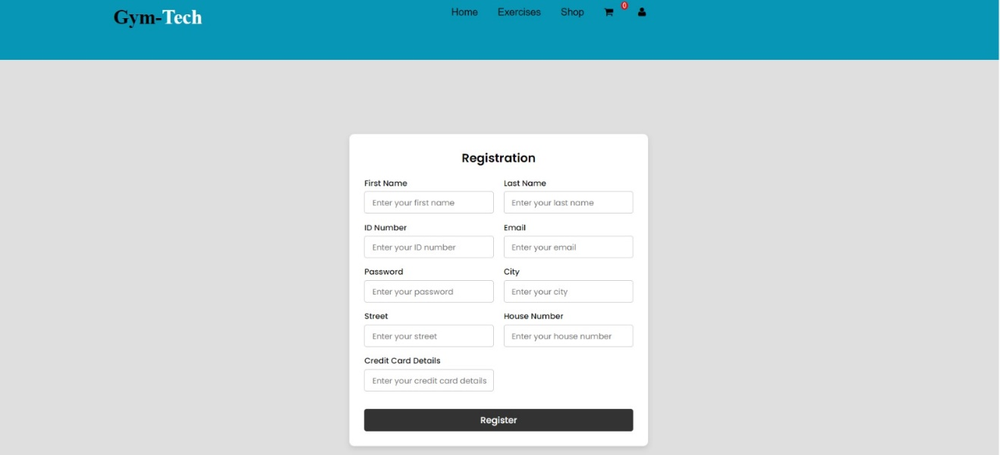 Gym-Tech
Home Exercises Shop 0
Registration
First Name Last Name
Enter your first name Enter your last name
ID Number Email
Enter your ID number Enter your email
Password City
Enter your password Enter your city
Street House Number
Enter your street Enter your house number
Credit Card Details
Enter your credit card details
Register